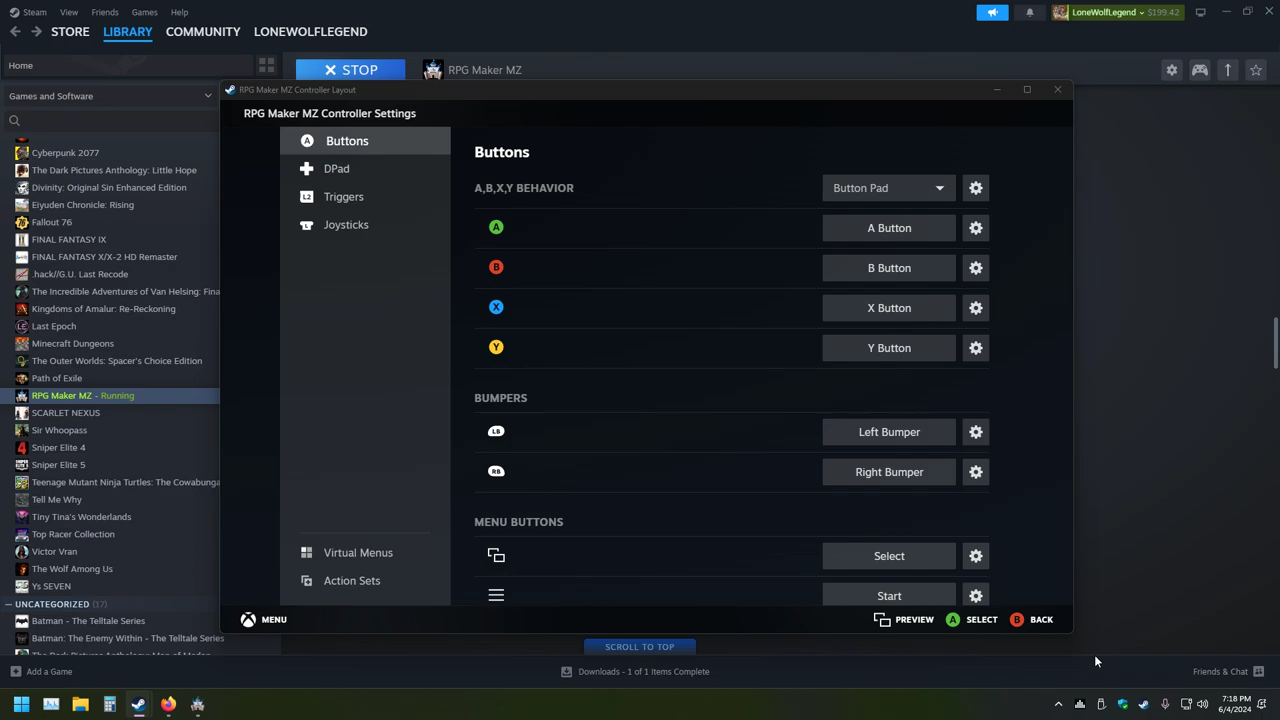 Steam View Friends Games Help
LoneWolfLegend $199.42
STORE LIBRARY COMMUNITY LONEWOLFLEGEND
Home
STOP RPG Maker MZ
Games and Software
Cyberpunk 2077
The Dark Pictures Anthology: Little Hope
Divinity: Original Sin Enhanced Edition
Eiyuden Chronicle: Rising
Fallout 76
FINAL FANTASY IX
FINAL FANTASY X/X-2 HD Remaster
.hack//G.U. Last Recode
The Incredible Adventures of Van Helsing: Fina
Kingdoms of Amalur: Re-Reckoning
Last Epoch
Minecraft Dungeons
The Outer Worlds: Spacer's Choice Edition
Path of Exile
RPG Maker MZ - Running
SCARLET NEXUS
Sir Whoopass
Sniper Elite 4
Sniper Elite 5
Teenage Mutant Ninja Turtles: The Cowabunga
Tell Me Why
Tiny Tina's Wonderlands
Top Racer Collection
Victor Vran
The Wolf Among Us
Ys SEVEN
UNCATEGORIZED (17)
Batman - The Telltale Series
Batman: The Enemy Within - The Telltale Series
RPG Maker MZ Controller Layout
RPG Maker MZ Controller Settings
A Buttons
DPad
L2 Triggers
L Joysticks
Virtual Menus
Action Sets
Buttons
A,B,X,Y BEHAVIOR Button Pad
A A Button
B B Button
X X Button
Y Y Button
BUMPERS
LB Left Bumper
RB Right Bumper
MENU BUTTONS
Select
Start
MENU PREVIEW A SELECT B BACK
SCROLL TO TOP
Add a Game Downloads - 1 of 1 Items Complete Friends & Chat
7:18 PM
6/4/2024